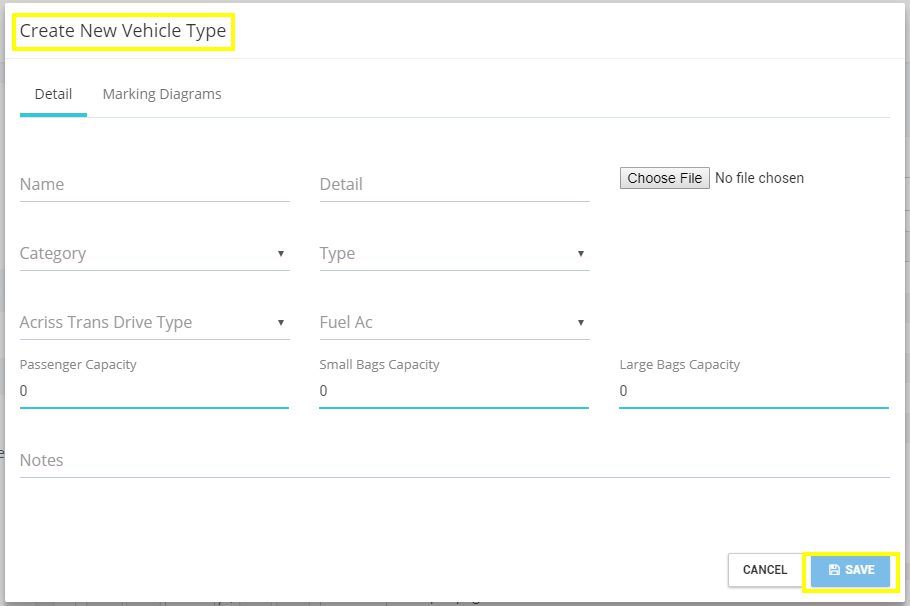 Create New Vehicle Type
Detail Marking Diagrams
Name Detail Choose File No file chosen
Category Type
Acriss Trans Drive Type Fuel Ac
Passenger Capacity Small Bags Capacity Large Bags Capacity
0 0 0
Notes
CANCEL SAVE